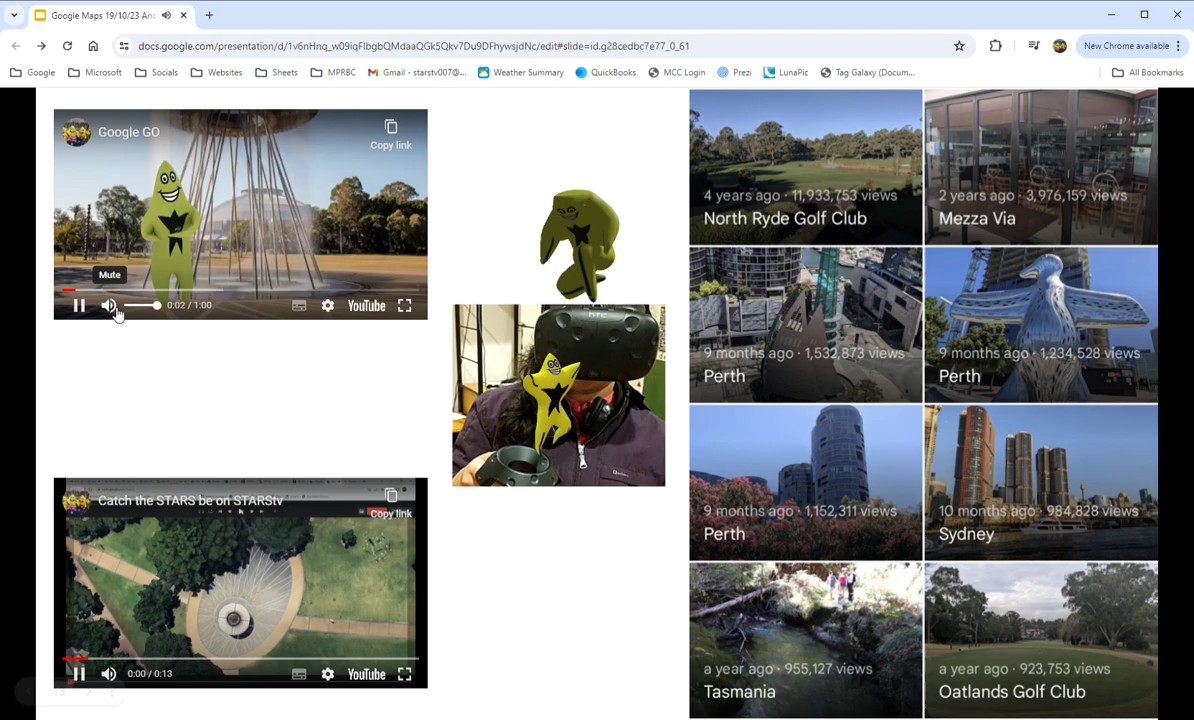 Google Maps 19/10/23 Anc
New Chrome available
docs.google.com/presentation/d/1v6nHnq_w09iqFlbgbQMdaaQGk5Qkv7Du9DFhywsjdNc/edit#slide=id.g28cedbc7e77_0_61
Google Microsoft Socials Websites Sheets MPRBC Gmail - starstv007@... Weather Summary QuickBooks MCC Login Prezi LunaPic Tag Galaxy (Docum... All Bookmarks
Google GO
Copy link
Mute
0:02 / 1:00 YouTube
hTC
Catch the STARS be on STARStv
Copy link
0:00 / 0:13 YouTube
13
4 years ago · 11,933,753 views
North Ryde Golf Club
2 years ago · 3,976,159 views
Mezza Via
9 months ago · 1,532,873 views
Perth
9 months ago · 1,234,528 views
Perth
9 months ago · 1,152,311 views
Perth
10 months ago · 984,828 views
Sydney
a year ago · 955,127 views
Tasmania
a year ago · 923,753 views
Oatlands Golf Club